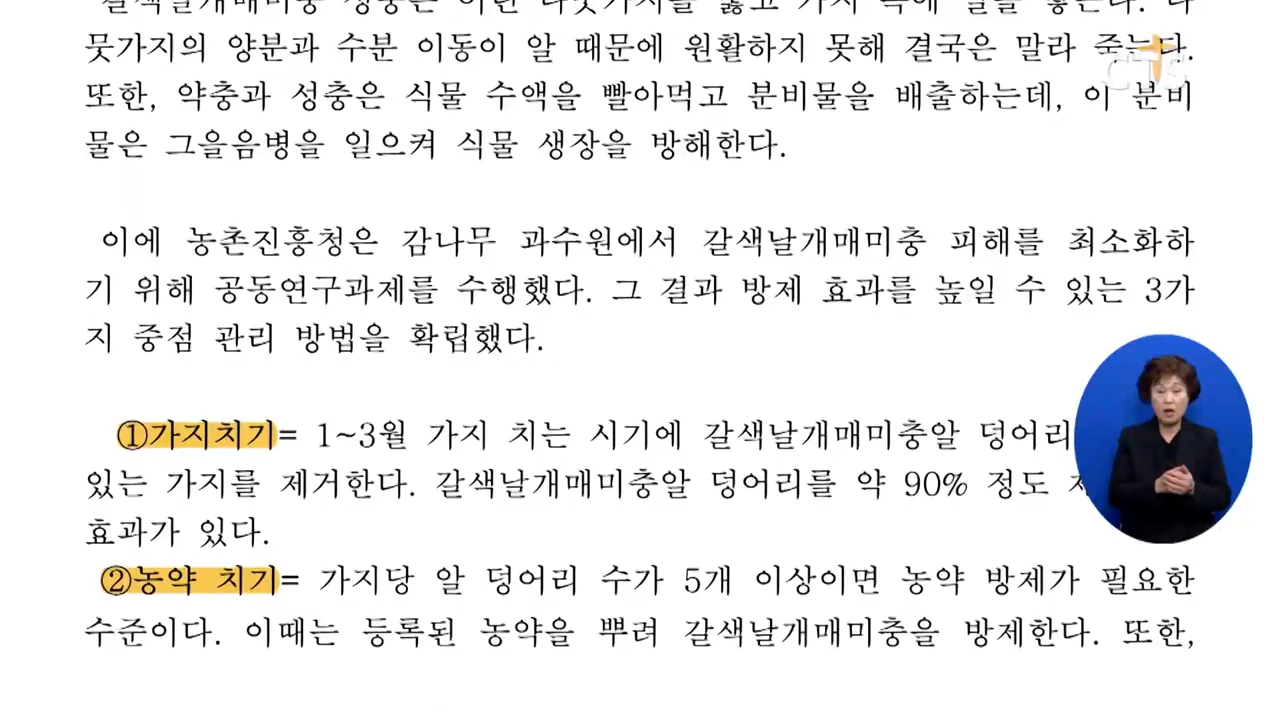 뭇가지의 양분과 수분 이동이 알 때문에 원활하지 못해 결국은 말라 죽는다.
또한, 약충과 성충은 식물 수액을 빨아먹고 분비물을 배출하는데, 이 분비
물은 그을음병을 일으켜 식물 생장을 방해한다.
이에 농촌진흥청은 감나무 과수원에서 갈색날개매미충 피해를 최소화하
기 위해 공동연구과제를 수행했다. 그 결과 방제 효과를 높일 수 있는 3가
지 중점 관리 방법을 확립했다.
①가지치기= 1~3월 가지 치는 시기에 갈색날개매미충알 덩어리
있는 가지를 제거한다. 갈색날개매미충알 덩어리를 약 90% 정도
효과가 있다.
②농약 치기= 가지당 알 덩어리 수가 5개 이상이면 농약 방제가 필요한
수준이다. 이때는 등록된 농약을 뿌려 갈색날개매미충을 방제한다. 또한,